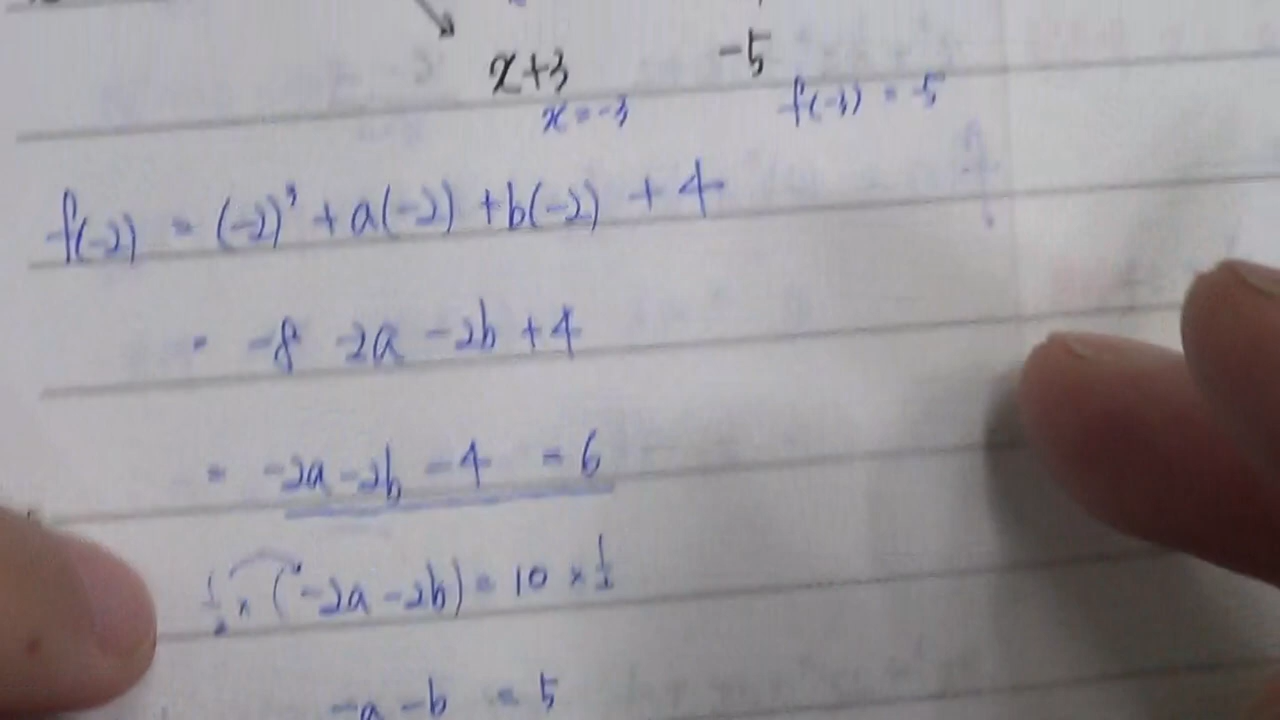 x+3 -5
x=-3 f(-3) = -5
f(-2) = (-2)³ + a(-2) + b(-2) + 4
= -8 -2a -2b +4
= -2a -2b -4 = 6
½ × (-2a -2b) = 10 × ½
-a -b = 5